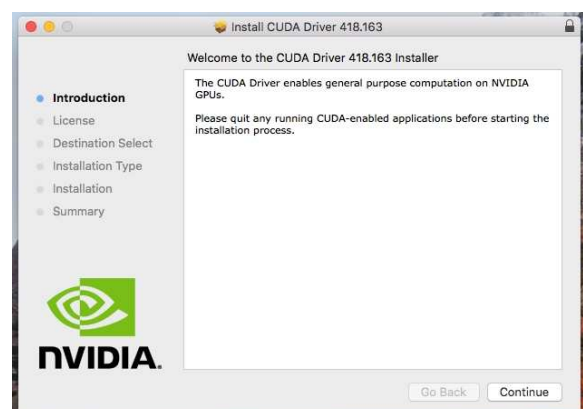 Install CUDA Driver 418.163
Welcome to the CUDA Driver 418.163 Installer
Introduction
License
Destination Select
Installation Type
Installation
Summary
The CUDA Driver enables general purpose computation on NVIDIA
GPUs.
Please quit any running CUDA-enabled applications before starting the
installation process.
NVIDIA.
Go Back
Continue